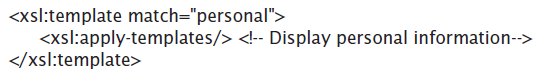 <xsl:template match="personal">
<xsl:apply-templates/> <!-- Display personal information-->
</xsl:template>